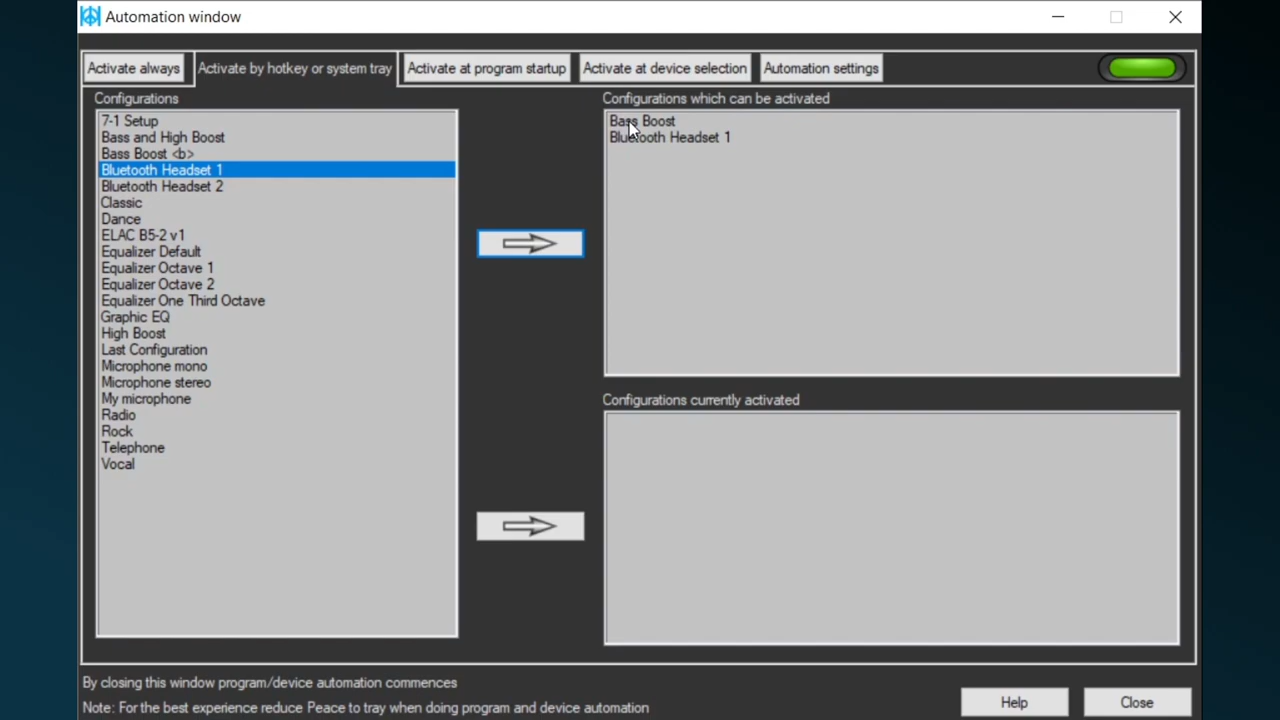 Automation window
Activate always
Activate by hotkey or system tray
Activate at program startup
Activate at device selection
Automation settings
Configurations
7-1 Setup
Bass and High Boost
Bass Boost <b>
Bluetooth Headset 1
Bluetooth Headset 2
Classic
Dance
ELAC B5-2 v1
Equalizer Default
Equalizer Octave 1
Equalizer Octave 2
Equalizer One Third Octave
Graphic EQ
High Boost
Last Configuration
Microphone mono
Microphone stereo
My microphone
Radio
Rock
Telephone
Vocal
Configurations which can be activated
Bass Boost
Bluetooth Headset 1
Configurations currently activated
By closing this window program/device automation commences
Note: For the best experience reduce Peace to tray when doing program and device automation
Help
Close